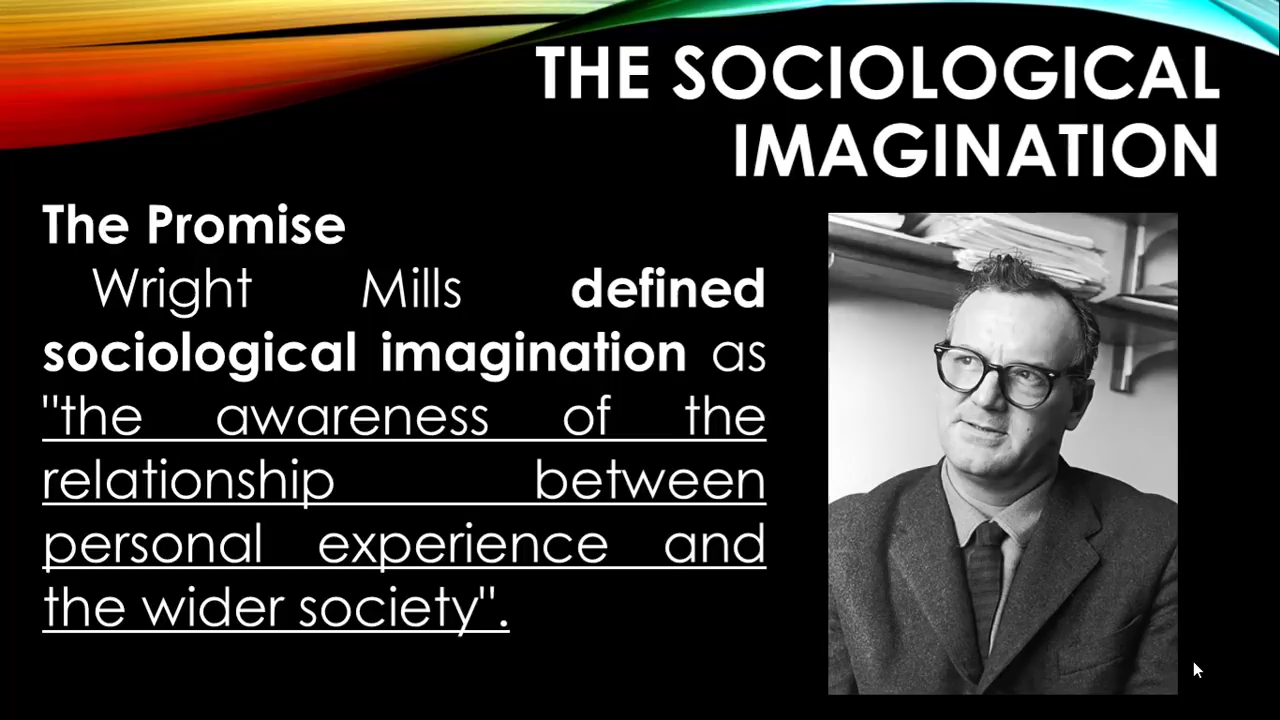 THE SOCIOLOGICAL
IMAGINATION
The Promise
Wright Mills defined
sociological imagination as
"the awareness of the
relationship between
personal experience and
the wider society".